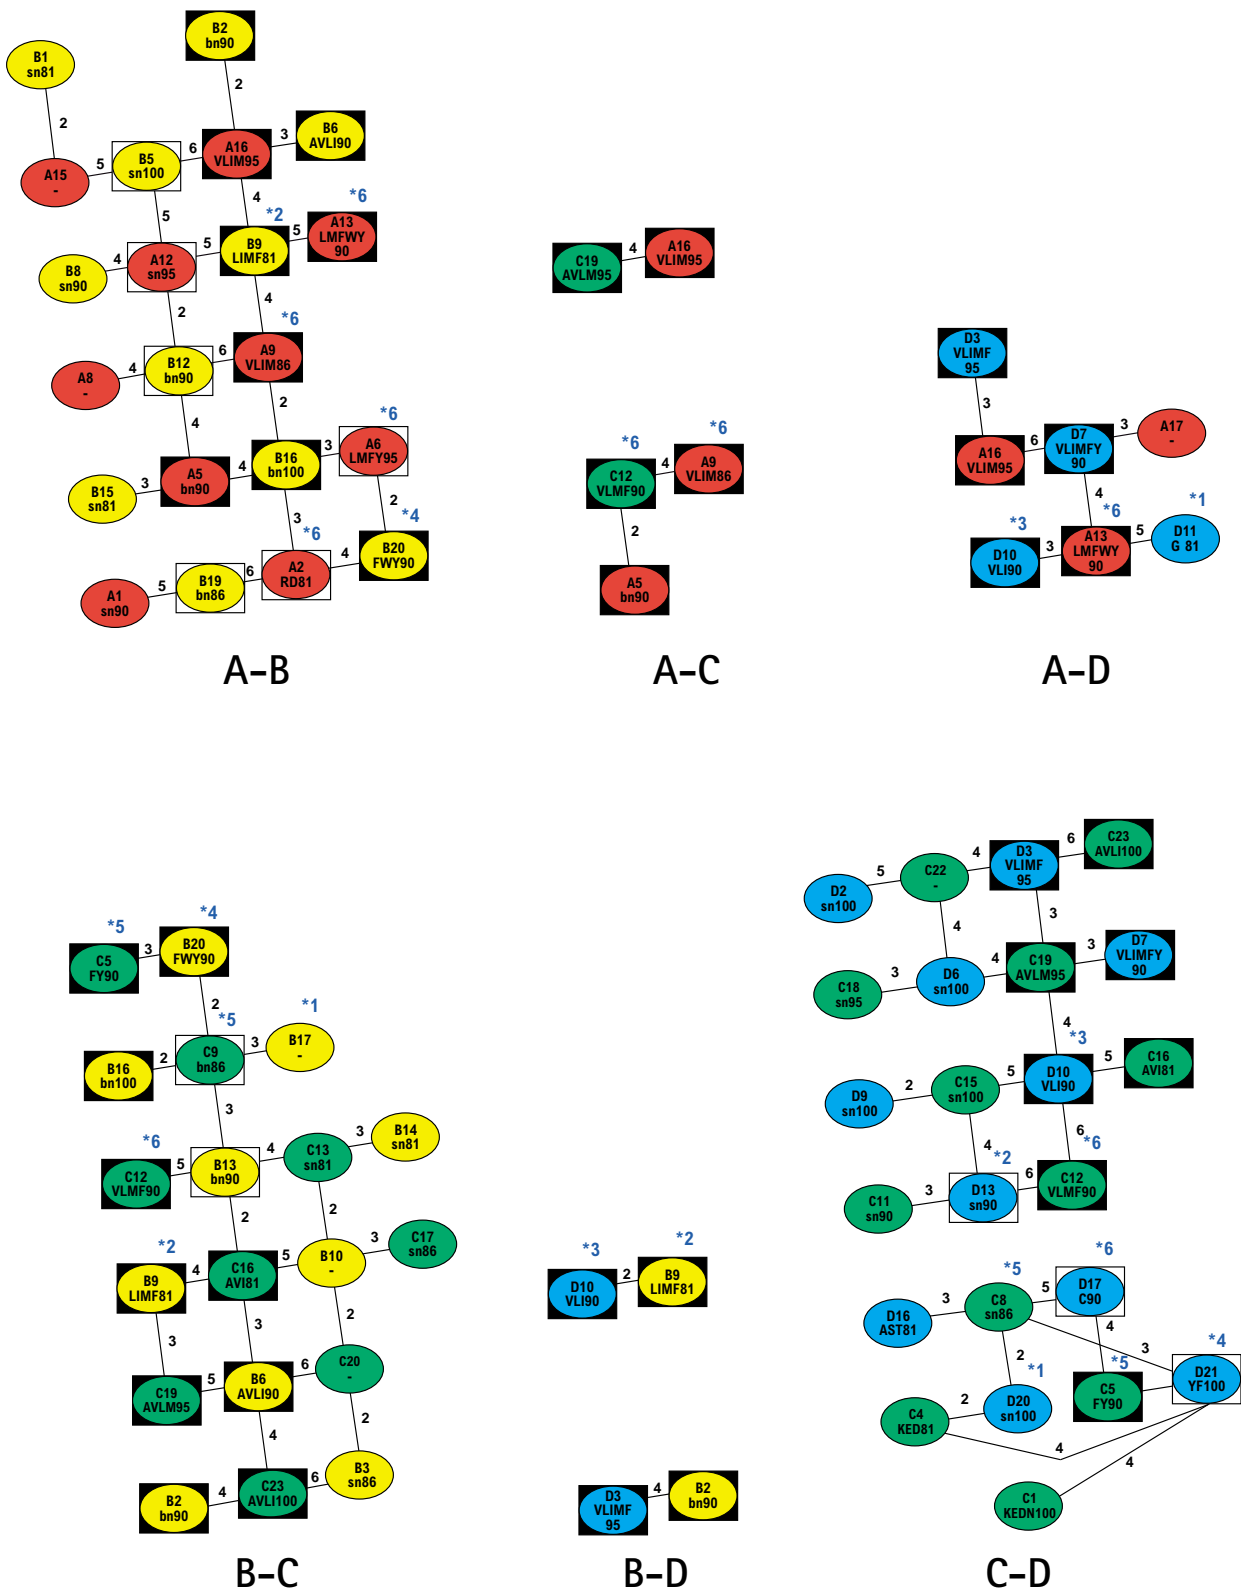 B2
bn90
B1
sn81
2
2
B5
sn100
A16
VLIM95
3
B6
AVLI90
6
A15
-
5
5
4
*2
*6
A13
LMFWY
90
5
B9
LIMF81
5
A12
sn95
4
B8
sn90
2
4
*6
A9
VLIM86
6
B12
bn90
4
A8
-
4
2
*6
A6
LMFY95
3
B16
bn100
4
A5
bn90
3
B15
sn81
3
*6
2
*4
B20
FWY90
4
A2
RD81
6
B19
bn86
5
A1
sn90
A–B
C19
AVLM95
4
A16
VLIM95
*6
*6
C12
VLMF90
4
A9
VLIM86
2
A5
bn90
A–C
D3
VLIMF
95
3
A16
VLIM95
6
D7
VLIMFY
90
3
A17
-
4
*6
*1
*3
D10
VLI90
3
A13
LMFWY
90
5
D11
G 81
A–D
*5
*4
C5
FY90
3
B20
FWY90
2
*5
*1
B16
bn100
2
C9
bn86
3
B17
-
3
*6
C12
VLMF90
5
B13
bn90
4
C13
sn81
3
B14
sn81
2
2
*2
B9
LIMF81
4
C16
AVI81
5
B10
-
3
C17
sn86
3
3
2
C19
AVLM95
5
B6
AVLI90
6
C20
-
4
2
B2
bn90
4
C23
AVLI100
6
B3
sn86
B–C
*3
*2
D10
VLI90
2
B9
LIMF81
D3
VLIMF
95
4
B2
bn90
B–D
D2
sn100
5
C22
-
4
D3
VLIMF
95
6
C23
AVLI100
4
3
C18
sn95
3
D6
sn100
4
C19
AVLM95
3
D7
VLIMFY
90
4
*3
D9
sn100
2
C15
sn100
5
D10
VLI90
5
C16
AVI81
4
*2
6
*6
C11
sn90
3
D13
sn90
6
C12
VLMF90
*5
*6
D16
AST81
3
C8
sn86
5
D17
C90
4
2
*1
3
*4
*5
C4
KED81
2
D20
sn100
C5
FY90
D21
YF100
4
4
C1
KEDN100
C–D